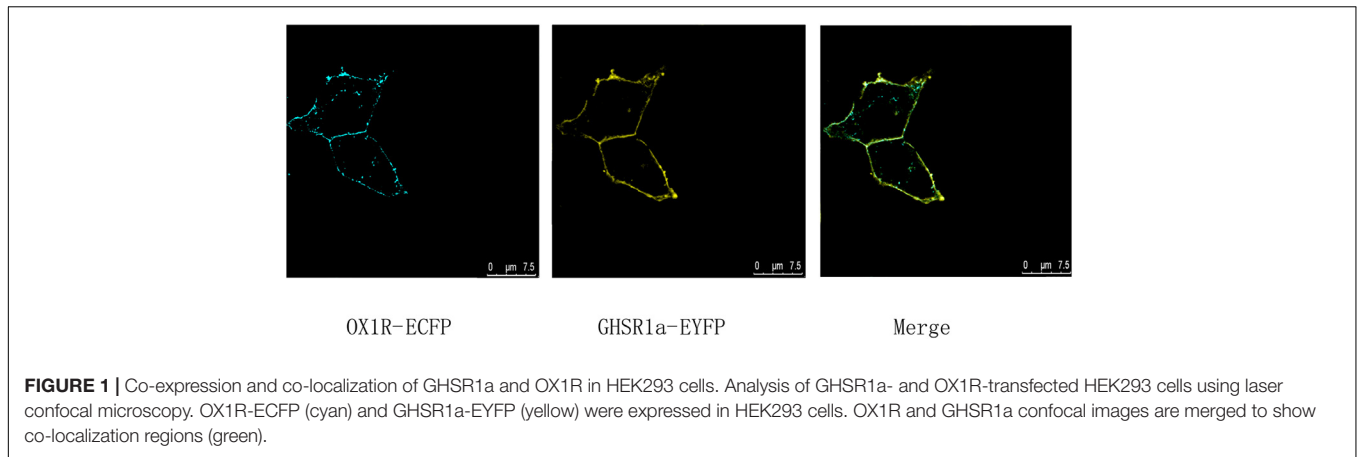 0 µm 7.5
0 µm 7.5
0 µm 7.5
OX1R-ECFP
GHSR1a-EYFP
Merge
FIGURE 1 | Co-expression and co-localization of GHSR1a and OX1R in HEK293 cells. Analysis of GHSR1a- and OX1R-transfected HEK293 cells using laser
confocal microscopy. OX1R-ECFP (cyan) and GHSR1a-EYFP (yellow) were expressed in HEK293 cells. OX1R and GHSR1a confocal images are merged to show
co-localization regions (green).